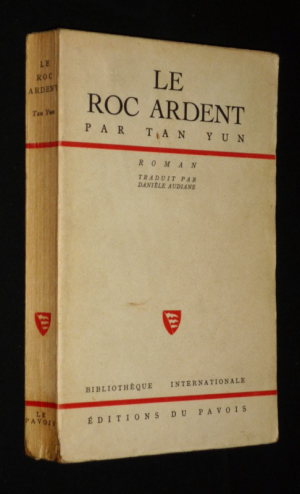 LE
ROC
ARDENT
Tan Yun
LE
PAVOIS
LE
ROC ARDENT
PAR TAN YUN
ROMAN
TRADUIT PAR
DANIÈLE AUDIANE
BIBLIOTHÈQUE INTERNATIONALE
ÉDITIONS DU PAVOIS